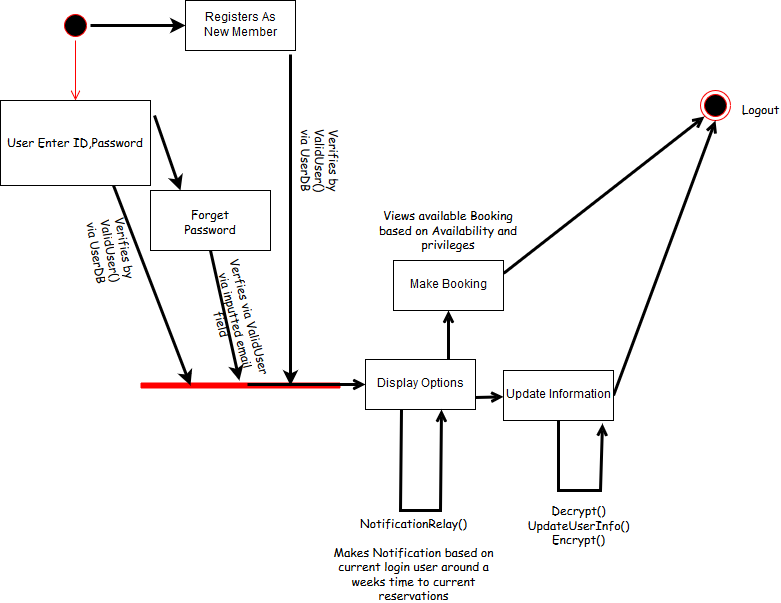 Registers As
New Member
User Enter ID,Password
Forget
Password
Verifies by
ValidUser()
via UserDB
Verifies by
ValidUser()
via UserDB
Verfies via ValidUser
via inputted email
field
Logout
Views available Booking
based on Availability and
privileges
Make Booking
Display Options
Update Information
NotificationRelay()
Makes Notification based on
current login user around a
weeks time to current
reservations
Decrypt()
UpdateUserInfo()
Encrypt()